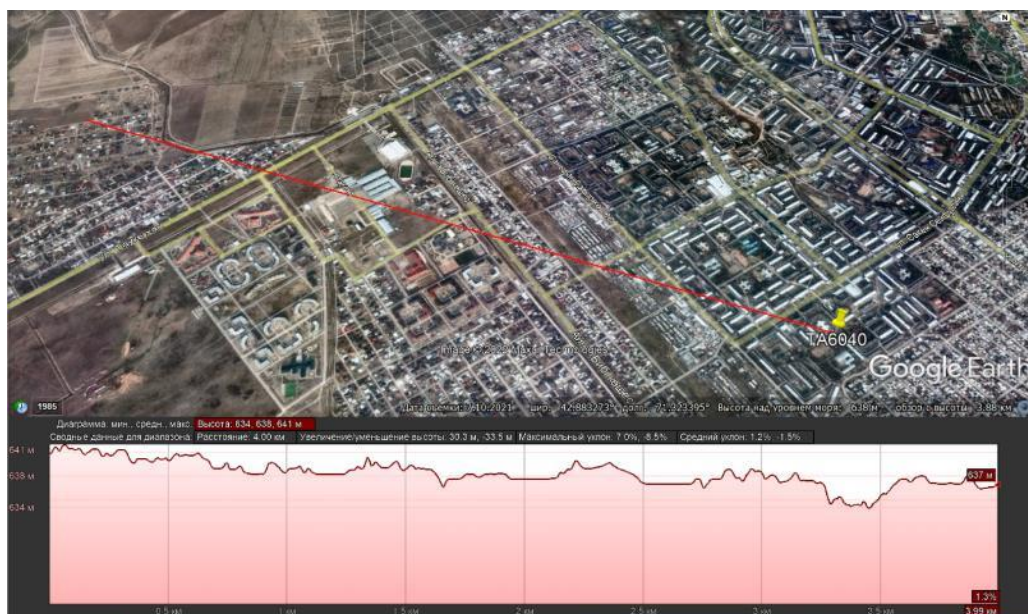 N
TA6040
Image © 2024 Maxar Technologies
Google Earth
1985
Дата съемки: 7.10.2021 шир. 42.883273° долг. 71.323395° Высота над уровнем моря: 638 м обзор с высоты 3.88 км
Диаграмма: мин., средн., макс. Высота: 634, 638, 641 м
Сводные данные для диапазона: Расстояние: 4.00 км Увеличение/уменьшение высоты: 30.3 м, -33.5 м Максимальный уклон: 7.0%, -8.5% Средний уклон: 1.2%, -1.5%
641 м
638 м
637 м
634 м
1.3%
0.5 км 1 км 1.5 км 2 км 2.5 км 3 км 3.5 км 3.99 км